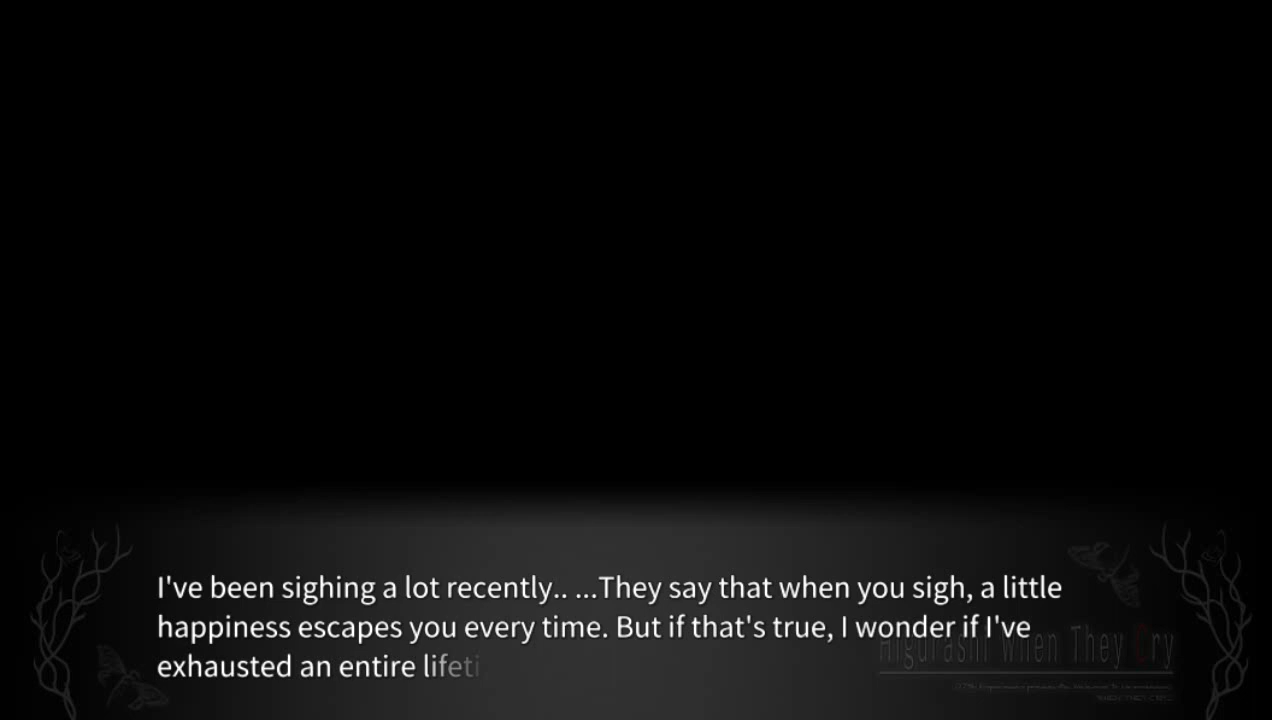 I've been sighing a lot recently.. ...They say that when you sigh, a little
happiness escapes you every time. But if that's true, I wonder if I've
exhausted an entire lifeti
Higurashi When They Cry